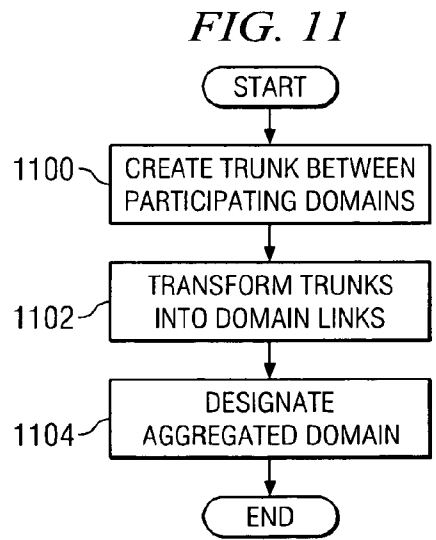 FIG. 11
START
1100
CREATE TRUNK BETWEEN
PARTICIPATING DOMAINS
1102
TRANSFORM TRUNKS
INTO DOMAIN LINKS
1104
DESIGNATE
AGGREGATED DOMAIN
END